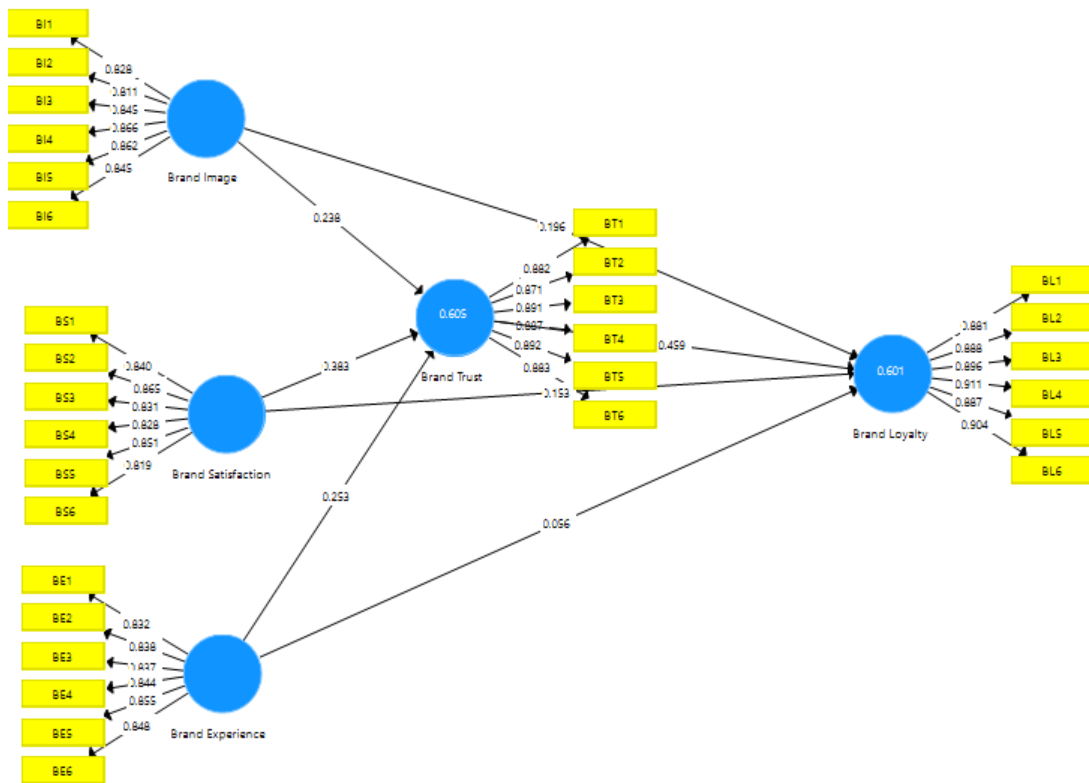 BI1
BI2
BI3
BI4
BI5
BI6
0.828
0.811
0.845
0.866
0.862
0.845
Brand Image
0.238
0.196
BS1
BS2
BS3
BS4
BS5
BS6
0.840
0.865
0.831
0.828
0.851
0.819
Brand Satisfaction
0.383
0.153
BE1
BE2
BE3
BE4
BE5
BE6
0.832
0.838
0.837
0.844
0.855
0.848
Brand Experience
0.253
0.056
0.605
Brand Trust
0.882
0.871
0.891
0.887
0.892
0.883
BT1
BT2
BT3
BT4
BT5
BT6
0.459
0.601
Brand Loyalty
0.881
0.888
0.896
0.911
0.887
0.904
BL1
BL2
BL3
BL4
BL5
BL6